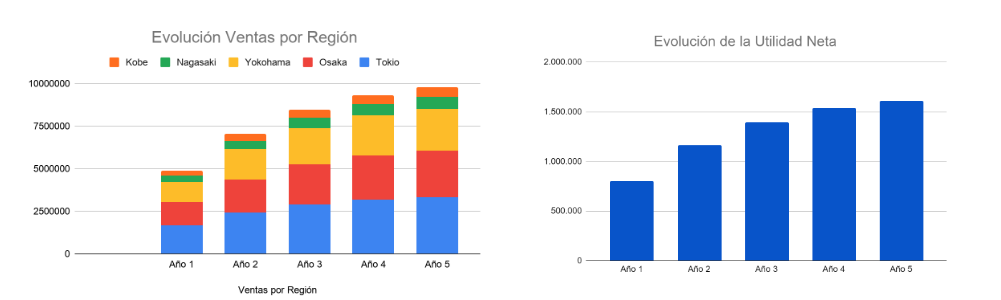 Evolución Ventas por Región
Kobe Nagasaki Yokohama Osaka Tokio
10000000
7500000
5000000
2500000
0
Año 1 Año 2 Año 3 Año 4 Año 5
Ventas por Región
Evolución de la Utilidad Neta
2.000.000
1.500.000
1.000.000
500.000
0
Año 1 Año 2 Año 3 Año 4 Año 5